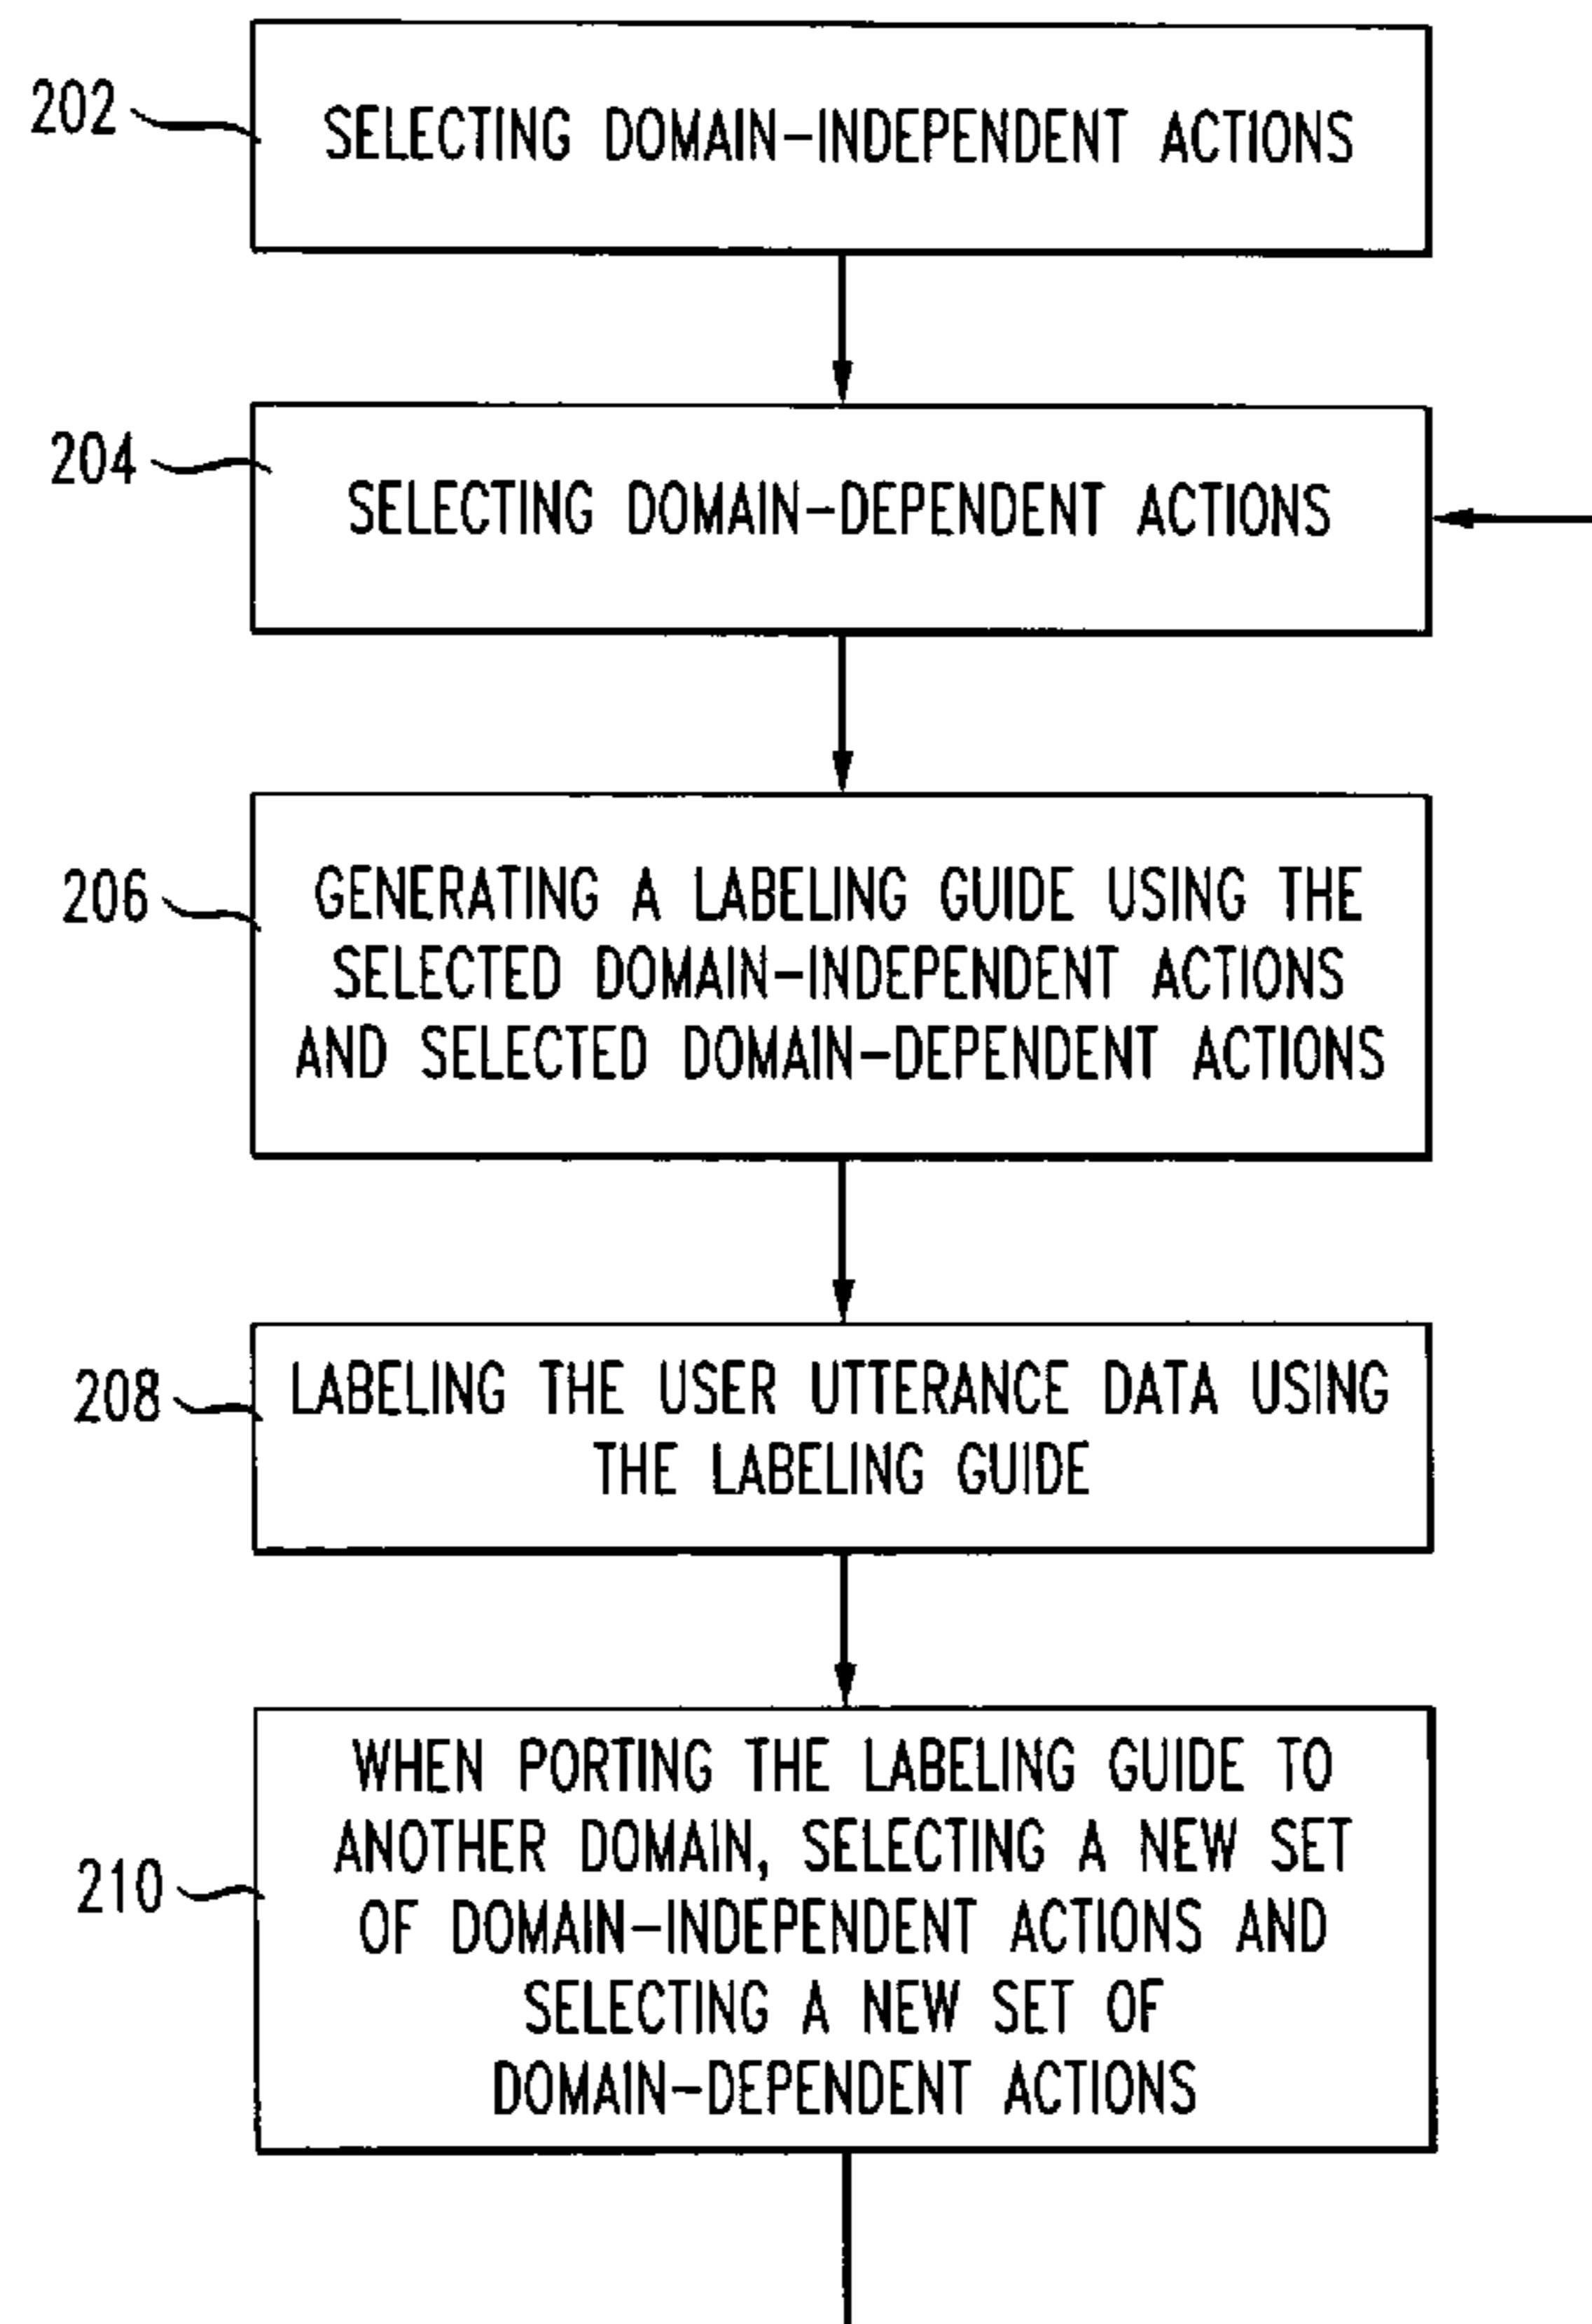 202
SELECTING DOMAIN-INDEPENDENT ACTIONS
204
SELECTING DOMAIN-DEPENDENT ACTIONS
206
GENERATING A LABELING GUIDE USING THE
SELECTED DOMAIN-INDEPENDENT ACTIONS
AND SELECTED DOMAIN-DEPENDENT ACTIONS
208
LABELING THE USER UTTERANCE DATA USING
THE LABELING GUIDE
210
WHEN PORTING THE LABELING GUIDE TO
ANOTHER DOMAIN, SELECTING A NEW SET
OF DOMAIN-INDEPENDENT ACTIONS AND
SELECTING A NEW SET OF
DOMAIN-DEPENDENT ACTIONS